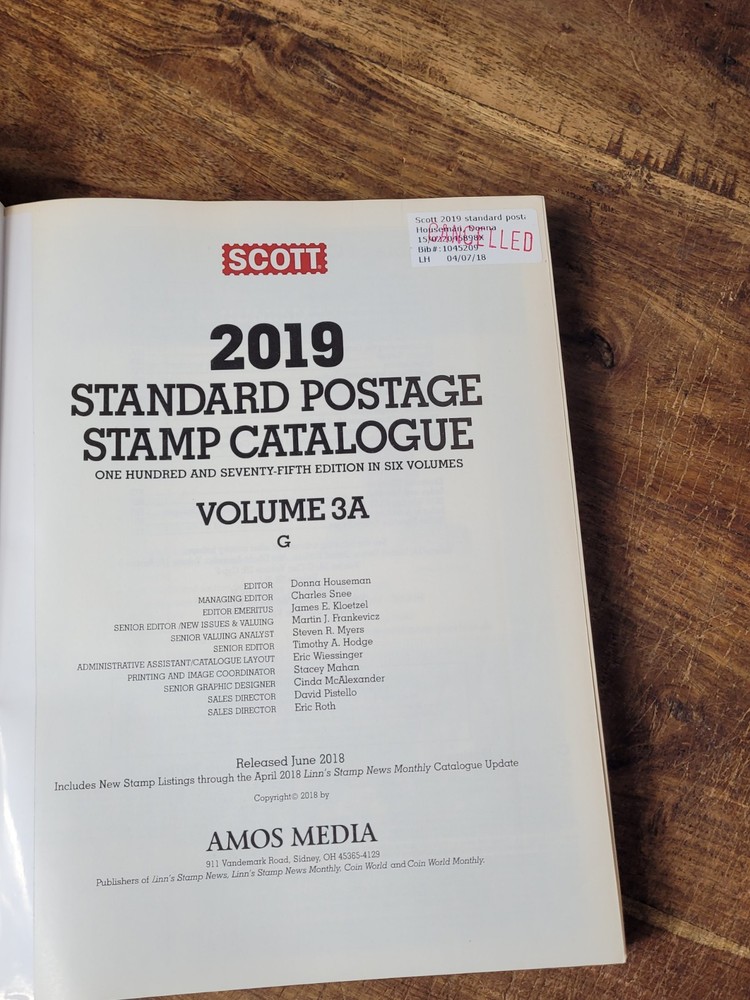 Scott 2019 standard posta
Houseman, Donna
Bib#:1045209
LH 04/07/18
CANCELLED
SCOTT
2019
STANDARD POSTAGE
STAMP CATALOGUE
ONE HUNDRED AND SEVENTY-FIFTH EDITION IN SIX VOLUMES
VOLUME 3A
G
EDITOR Donna Houseman
MANAGING EDITOR Charles Snee
EDITOR EMERITUS James E. Kloetzel
SENIOR EDITOR /NEW ISSUES & VALUING Martin J. Frankevicz
SENIOR VALUING ANALYST Steven R. Myers
SENIOR EDITOR Timothy A. Hodge
ADMINISTRATIVE ASSISTANT/CATALOGUE LAYOUT Eric Wiessinger
PRINTING AND IMAGE COORDINATOR Stacey Mahan
SENIOR GRAPHIC DESIGNER Cinda McAlexander
SALES DIRECTOR David Pistello
SALES DIRECTOR Eric Roth
Released June 2018
Includes New Stamp Listings through the April 2018 Linn's Stamp News Monthly Catalogue Update
Copyright© 2018 by
AMOS MEDIA
911 Vandemark Road, Sidney, OH 45365-4129
Publishers of Linn's Stamp News, Linn's Stamp News Monthly, Coin World and Coin World Monthly.